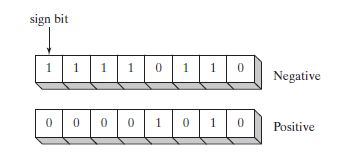 sign bit
1 1 1 1 0 1 1 0 Negative
0 0 0 0 1 0 1 0 Positive